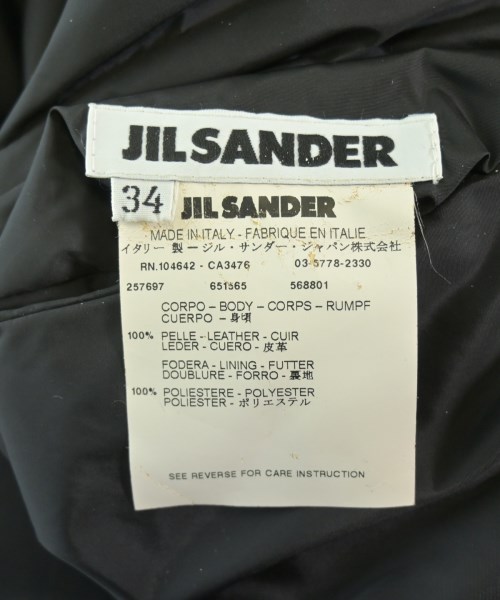 JIL SANDER
34
JIL SANDER
MADE IN ITALY - FABRIQUE EN ITALIE
イタリー 製 ージル・サンダー・ジャパン株式会社
RN.104642 - CA3476 03-5778-2330
257697 651565 568801
CORPO - BODY - CORPS - RUMPF
CUERPO - 身頃
100% PELLE - LEATHER - CUIR
LEDER - CUERO - 皮革
FODERA - LINING - FUTTER
DOUBLURE - FORRO - 裏地
100% POLIESTERE - POLYESTER
POLIESTER - ポリエステル
SEE REVERSE FOR CARE INSTRUCTION